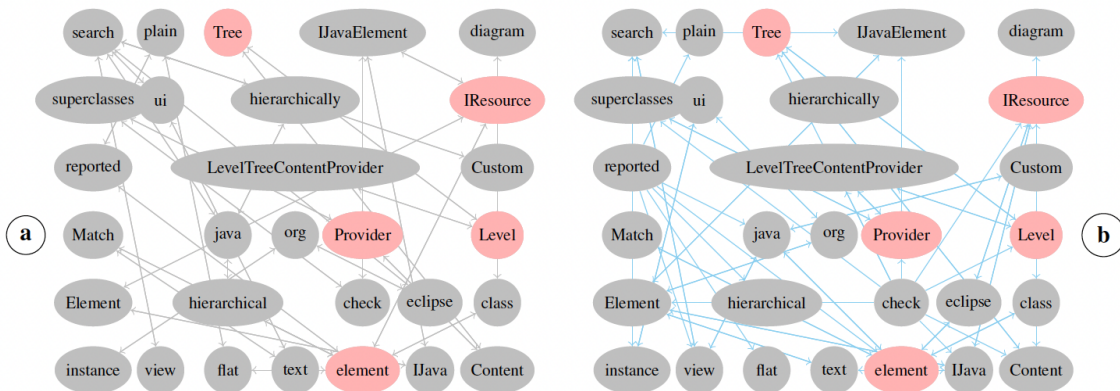 search plain Tree IJavaElement diagram
superclasses ui hierarchically IResource
reported LevelTreeContentProvider Custom
a Match java org Provider Level
Element hierarchical check eclipse class
instance view flat text element IJava Content
search plain Tree IJavaElement diagram
superclasses ui hierarchically IResource
reported LevelTreeContentProvider Custom
Match java org Provider Level b
Element hierarchical check eclipse class
instance view flat text element IJava Content